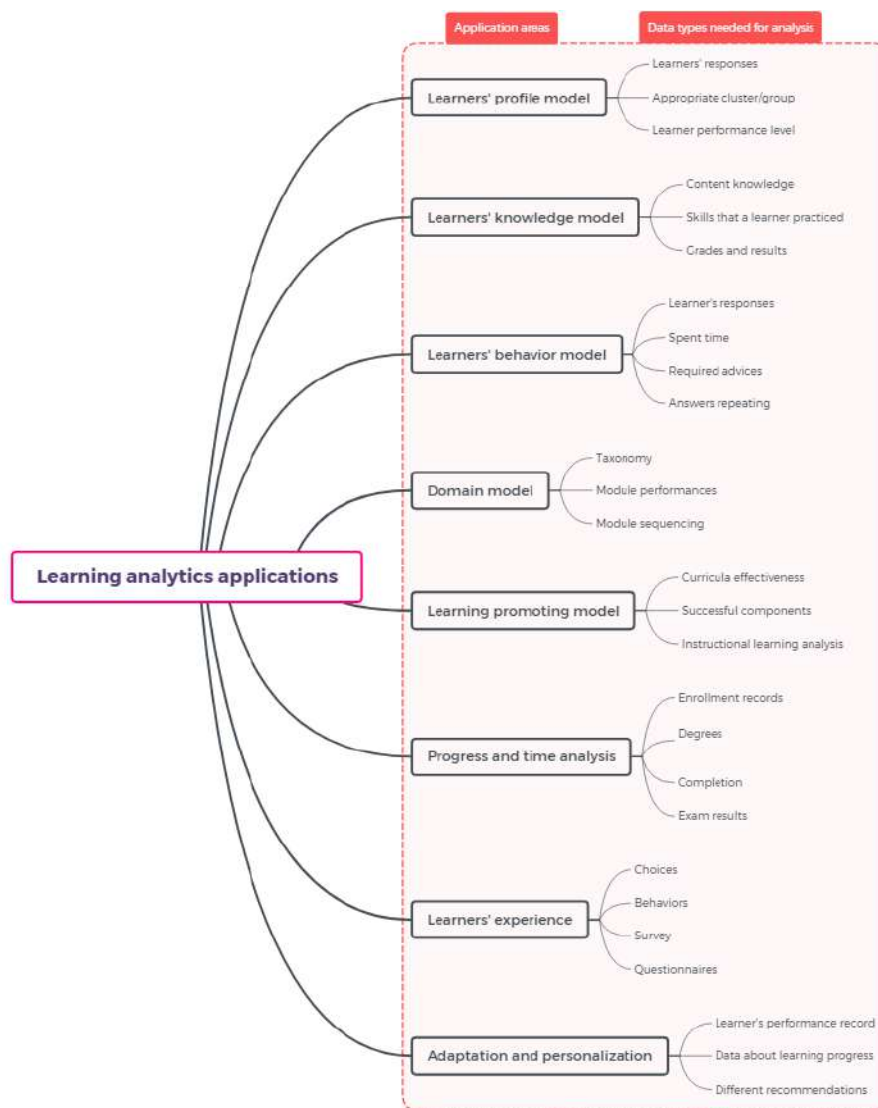 Application areas
Data types needed for analysis
Learners' profile model
Learners' responses
Appropriate cluster/group
Learner performance level
Learners' knowledge model
Content knowledge
Skills that a learner practiced
Grades and results
Learners' behavior model
Learner's responses
Spent time
Required advices
Answers repeating
Domain model
Taxonomy
Module performances
Module sequencing
Learning analytics applications
Learning promoting model
Curricula effectiveness
Successful components
Instructional learning analysis
Progress and time analysis
Enrollment records
Degrees
Completion
Exam results
Learners' experience
Choices
Behaviors
Survey
Questionnaires
Adaptation and personalization
Learner's performance record
Data about learning progress
Different recommendations